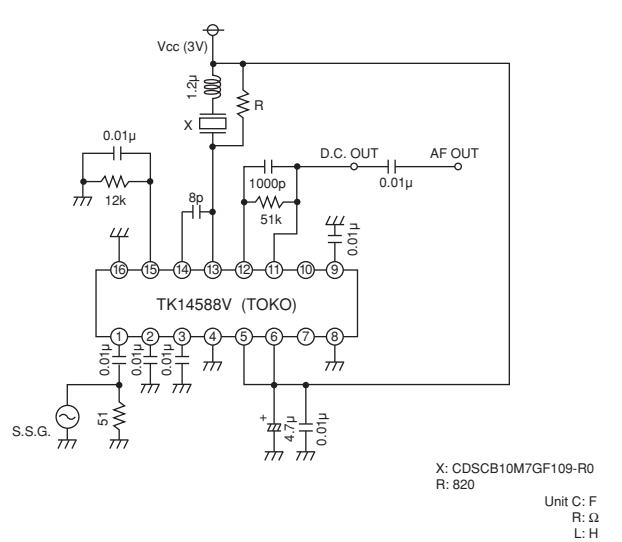 Vcc (3V)
1.2µ
R
X
0.01µ
12k
8p
1000p
51k
D.C. OUT
AF OUT
0.01µ
0.01µ
16 15 14 13 12 11 10 9
TK14588V (TOKO)
1 2 3 4 5 6 7 8
0.01µ
0.01µ
0.01µ
S.S.G.
51
+
4.7µ
0.01µ
X: CDSCB10M7GF109-R0
R: 820
Unit C: F
R: Ω
L: H